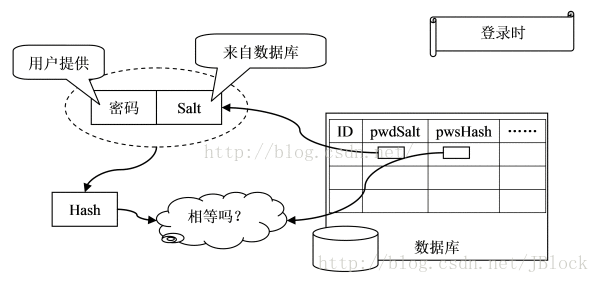 登录时
来自数据库
用户提供
密码 Salt
ID pwdSalt pwsHash ……
http://blog.csdn.net/
Hash
相等吗？
数据库
http://blog.csdn.net/JBlock